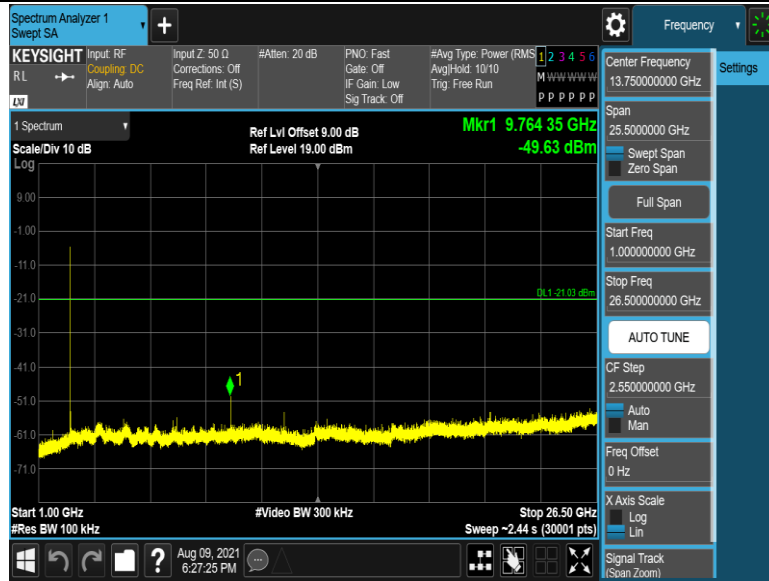 Spectrum Analyzer 1
Swept SA
Frequency
KEYSIGHT
RL
LXI
Input: RF
Coupling: DC
Align: Auto
Input Z: 50 Ω
Corrections: Off
Freq Ref: Int (S)
#Atten: 20 dB
PNO: Fast
Gate: Off
IF Gain: Low
Sig Track: Off
#Avg Type: Power (RMS
Avg|Hold: 10/10
Trig: Free Run
1 2 3 4 5 6
M W W W W W
P P P P P P
1 Spectrum
Scale/Div 10 dB
Log
Ref Lvl Offset 9.00 dB
Ref Level 19.00 dBm
Mkr1 9.764 35 GHz
-49.63 dBm
9.00
-1.00
-11.0
-21.0
DL1 -21.03 dBm
-31.0
-41.0
1
-51.0
-61.0
-71.0
Start 1.00 GHz
#Video BW 300 kHz
Stop 26.50 GHz
#Res BW 100 kHz
Sweep ~2.44 s (30001 pts)
Aug 09, 2021
6:27:25 PM
Center Frequency
13.750000000 GHz
Settings
Span
25.5000000 GHz
Swept Span
Zero Span
Full Span
Start Freq
1.000000000 GHz
Stop Freq
26.500000000 GHz
AUTO TUNE
CF Step
2.550000000 GHz
Auto
Man
Freq Offset
0 Hz
X Axis Scale
Log
Lin
Signal Track
(Span Zoom)